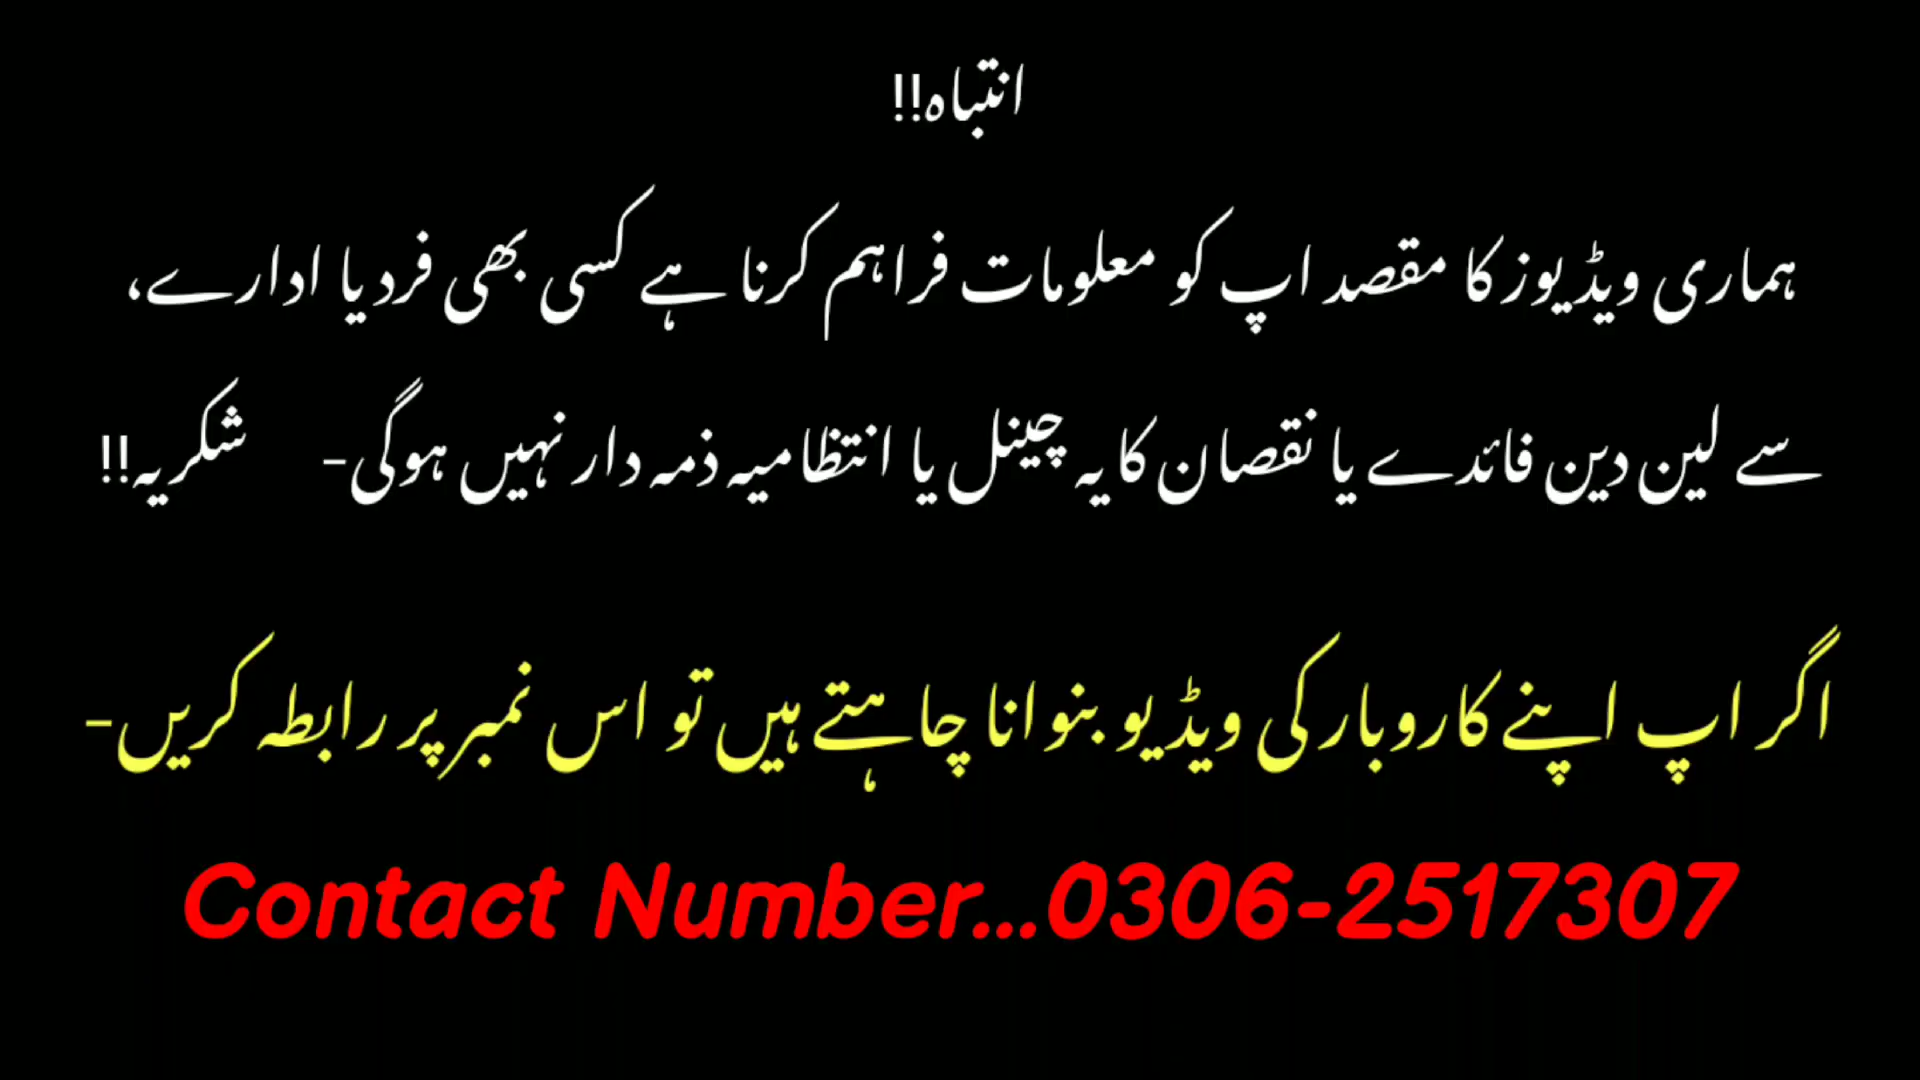 انتباہ!!
ہماری ویڈیوز کا مقصد اپ کو معلومات فراہم کرنا ہے کسی بھی فرد یا ادارے،
سے لین دین فائدے یا نقصان کا یہ چینل یا انتظامیہ ذمہ دار نہیں ہوگی- شکریہ!!
اگر اپ اپنے کاروبار کی ویڈیو بنوانا چاہتے ہیں تو اس نمبر پر رابطہ کریں-
Contact Number...0306-2517307